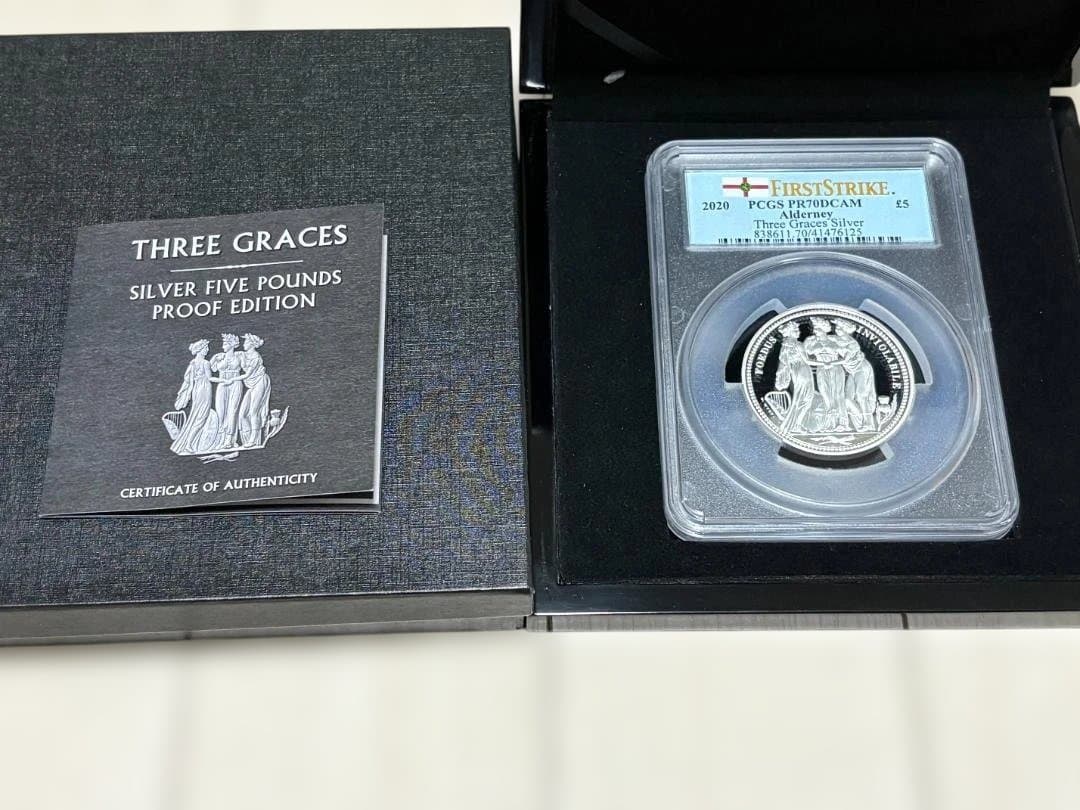 THREE GRACES
SILVER FIVE POUNDS
PROOF EDITION
CERTIFICATE OF AUTHENTICITY
FIRSTSTRIKE.
2020 PCGS PR70DCAM £5
Alderney
Three Graces Silver
838611.70/41476125
FOEDUS INVIOLABILE